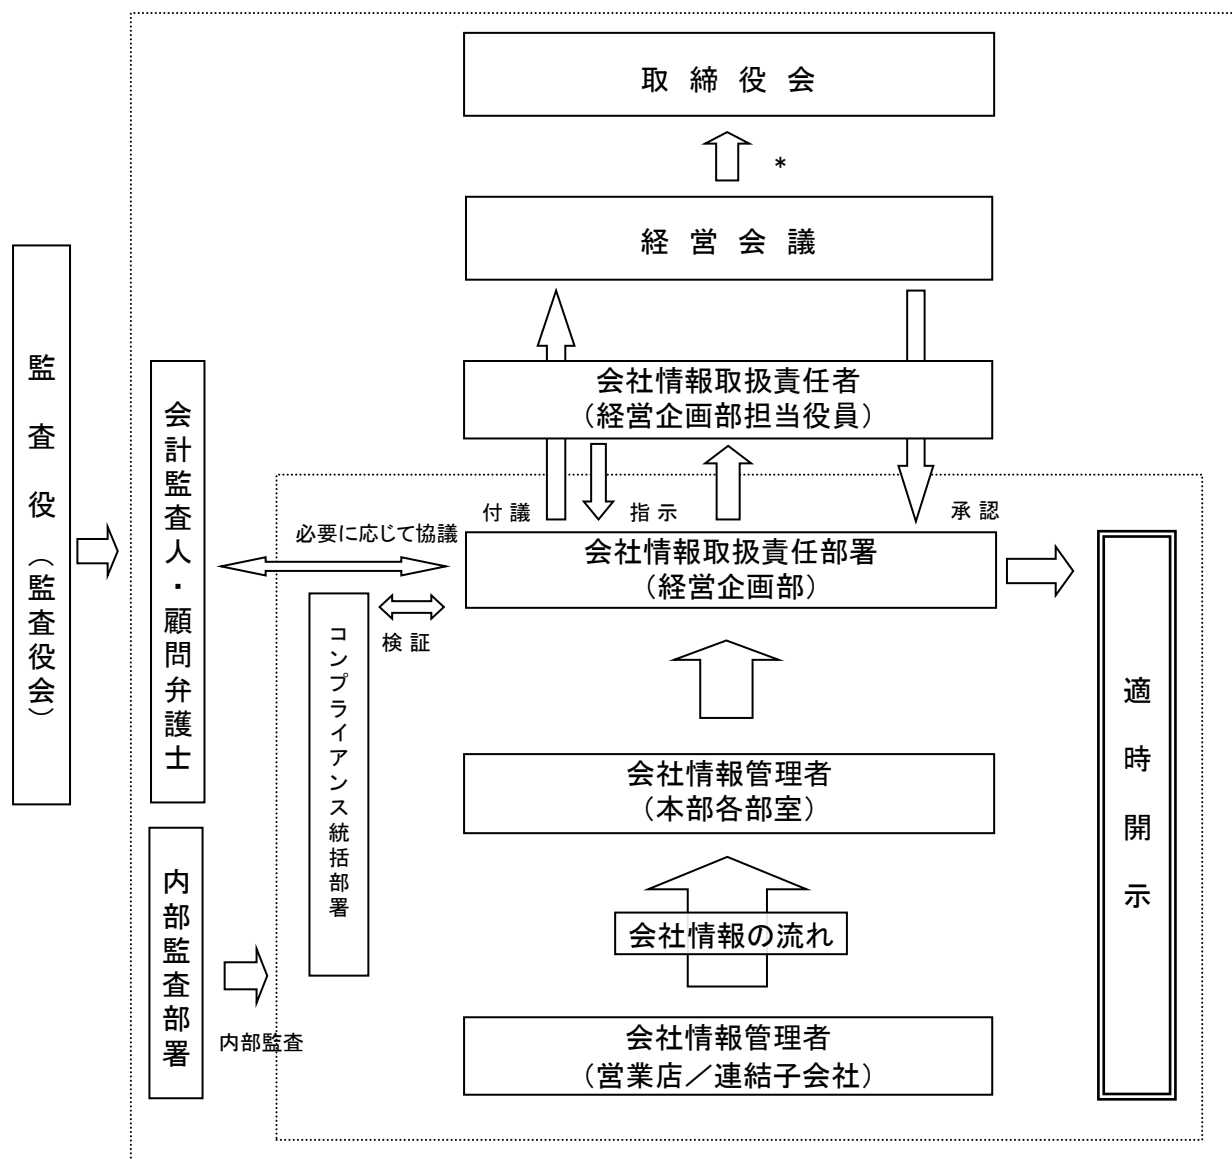 取 締 役 会
*
経 営 会 議
会社情報取扱責任者
（経営企画部担当役員）
付 議
指 示
承 認
必要に応じて協議
会社情報取扱責任部署
（経営企画部）
検 証
監 査 役 （監査役会）
会計監査人・顧問弁護士
コンプライアンス統括部署
適 時 開 示
会社情報管理者
（本部各部室）
会社情報の流れ
内部監査部署
内部監査
会社情報管理者
（営業店／連結子会社）